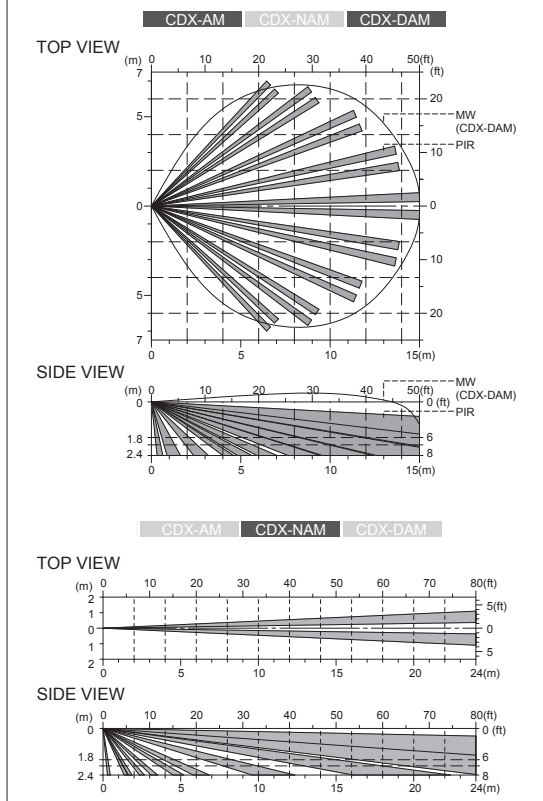 CDX-AM CDX-NAM CDX-DAM
TOP VIEW
(m) 0 10 20 30 40 50(ft)
7 (ft)
20
5 MW
(CDX-DAM)
PIR
10
0 0
10
5
20
7
0 5 10 15(m)
SIDE VIEW
(m) 0 10 20 30 40 50(ft) MW
0 0 (ft) (CDX-DAM)
PIR
1.8 6
2.4 8
0 5 10 15(m)
CDX-AM CDX-NAM CDX-DAM
TOP VIEW
(m) 0 10 20 30 40 50 60 70 80(ft)
2 5(ft)
1
0 0
1
5
2
0 5 10 15 20 24(m)
SIDE VIEW
(m) 0 10 20 30 40 50 60 70 80(ft)
0 0 (ft)
1.8 6
2.4 8
0 5 10 15 20 24(m)